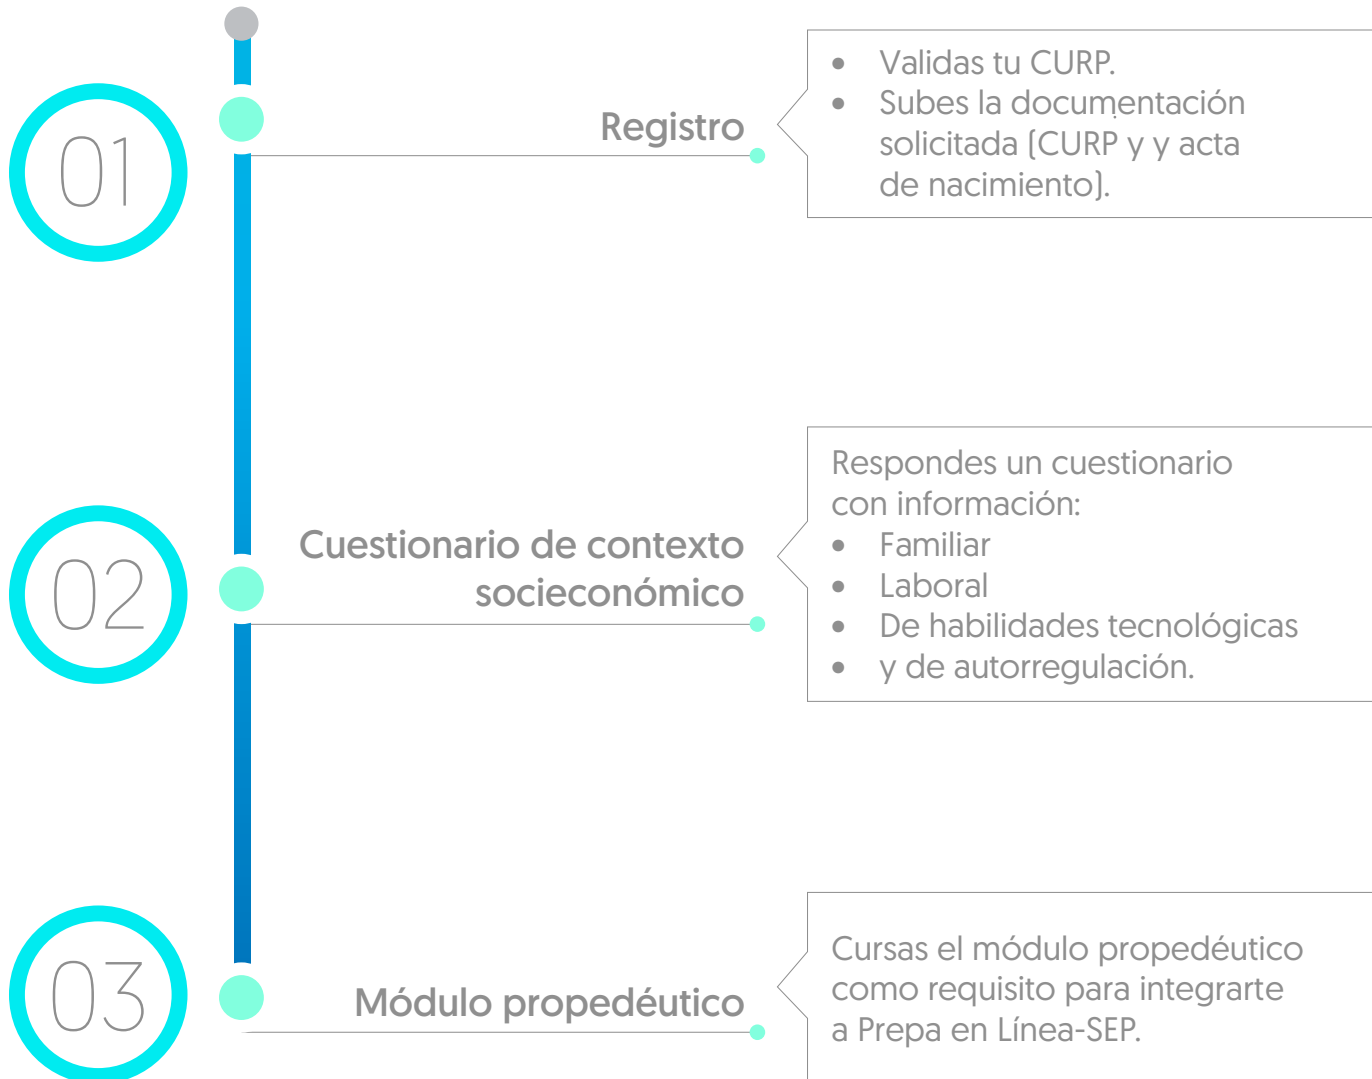 01
Registro
• Validas tu CURP.
• Subes la documentación
solicitada (CURP y y acta
de nacimiento).
02
Cuestionario de contexto
socieconómico
Respondes un cuestionario
con información:
• Familiar
• Laboral
• De habilidades tecnológicas
• y de autorregulación.
03
Módulo propedéutico
Cursas el módulo propedéutico
como requisito para integrarte
a Prepa en Línea-SEP.